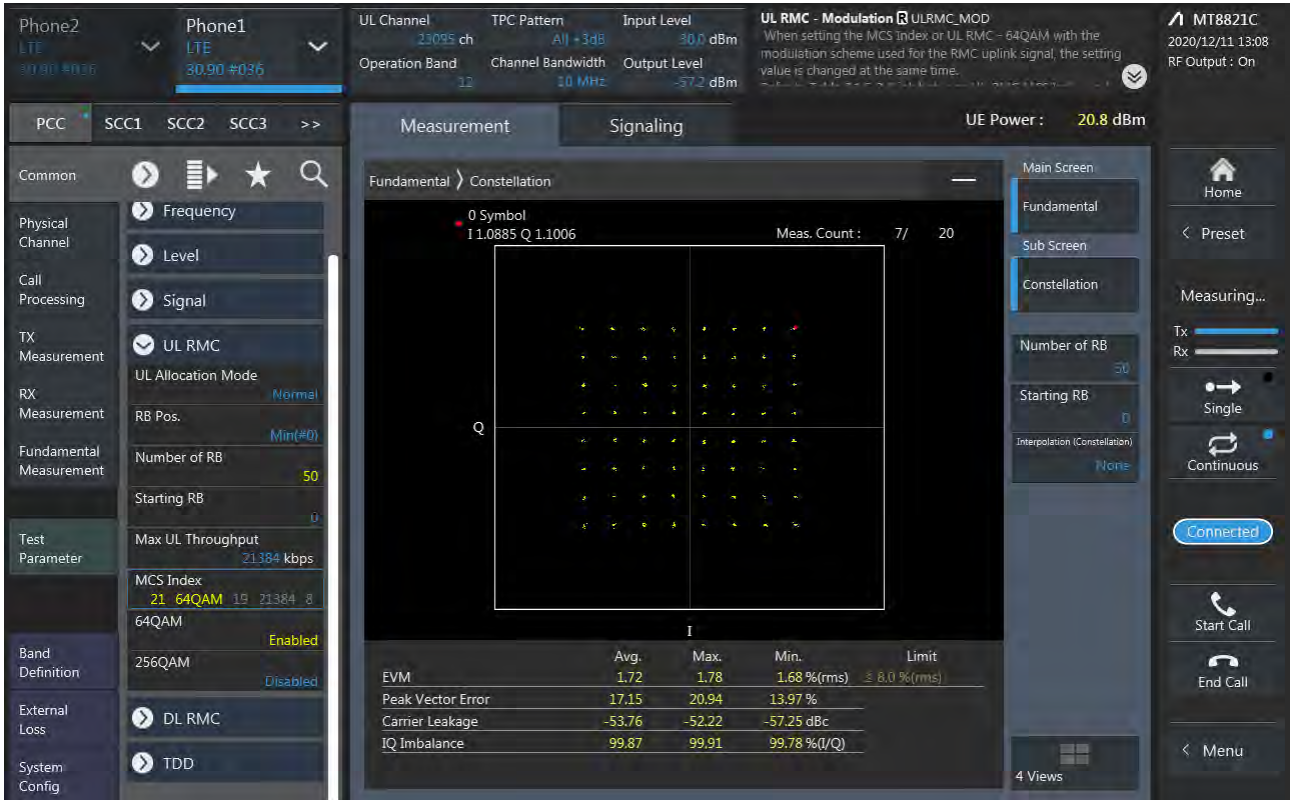 Phone2
LTE
30.90 #036
Phone1
LTE
30.90 #036
UL Channel
23095 ch
TPC Pattern
All +3dB
Input Level
30.0 dBm
Operation Band
12
Channel Bandwidth
10 MHz
Output Level
-57.2 dBm
UL RMC - Modulation R ULRMC_MOD
When setting the MCS Index or UL RMC - 64QAM with the
modulation scheme used for the RMC uplink signal, the setting
value is changed at the same time.
MT8821C
2020/12/11 13:08
RF Output : On
PCC
SCC1
SCC2
SCC3
>>
Measurement
Signaling
UE Power : 20.8 dBm
Common
Physical
Channel
Call
Processing
TX
Measurement
RX
Measurement
Fundamental
Measurement
Test
Parameter
Band
Definition
External
Loss
System
Config
Frequency
Level
Signal
UL RMC
UL Allocation Mode
Normal
RB Pos.
Min(#0)
Number of RB
50
Starting RB
0
Max UL Throughput
21384 kbps
MCS Index
21 64QAM 19 21384 8
64QAM
Enabled
256QAM
Disabled
DL RMC
TDD
Fundamental ⟩ Constellation
0 Symbol
I 1.0885 Q 1.1006
Meas. Count : 7/ 20
Q
I
Avg. Max. Min. Limit
EVM 1.72 1.78 1.68 %(rms) ≤ 8.0 %(rms)
Peak Vector Error 17.15 20.94 13.97 %
Carrier Leakage -53.76 -52.22 -57.25 dBc
IQ Imbalance 99.87 99.91 99.78 %(I/Q)
Main Screen
Fundamental
Sub Screen
Constellation
Number of RB
50
Starting RB
0
Interpolation (Constellation)
None
4 Views
Home
< Preset
Measuring...
Tx
Rx
Single
Continuous
Connected
Start Call
End Call
< Menu